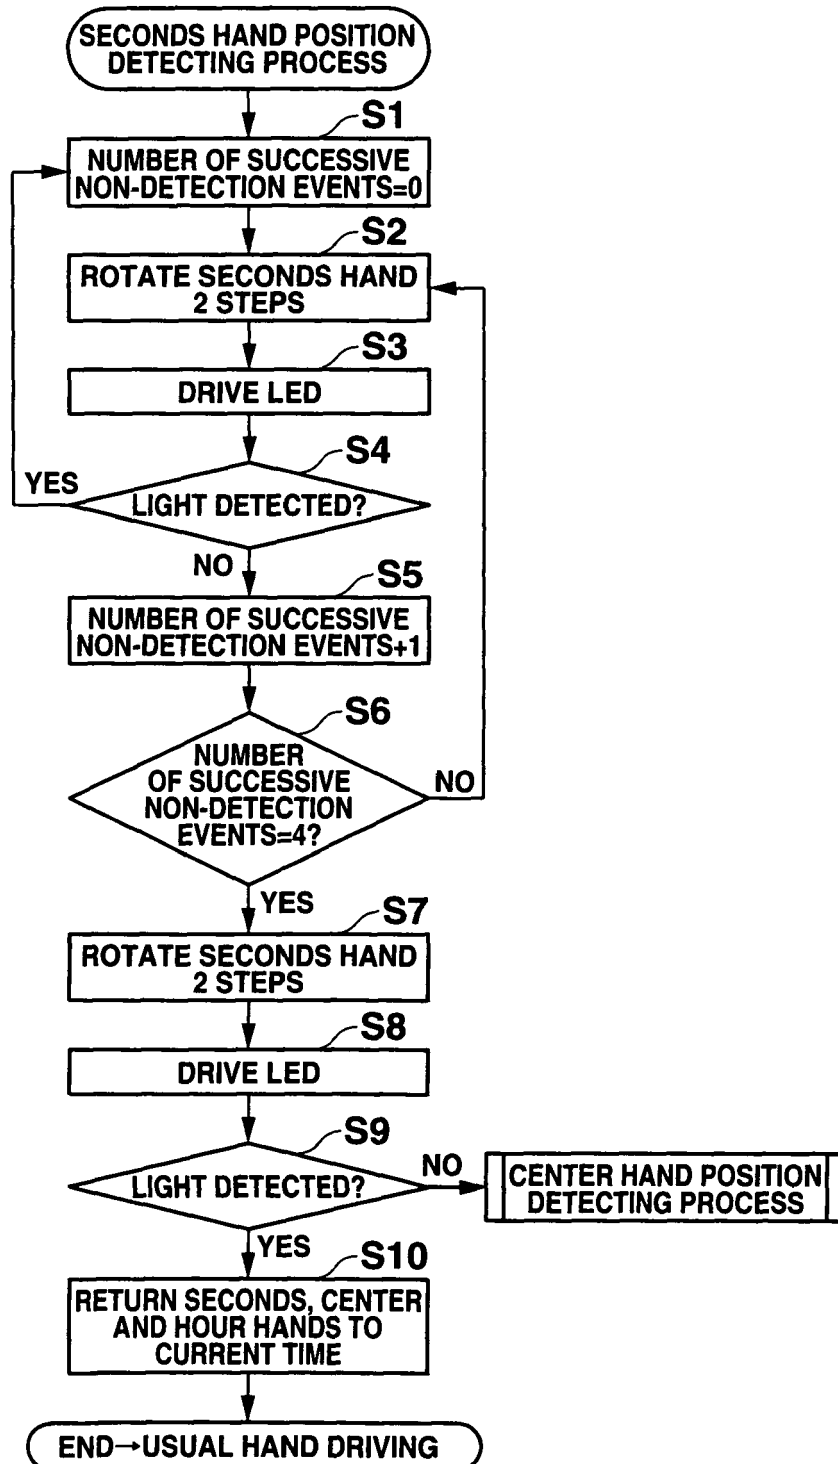 SECONDS HAND POSITION
DETECTING PROCESS
S1
NUMBER OF SUCCESSIVE
NON-DETECTION EVENTS=0
S2
ROTATE SECONDS HAND
2 STEPS
S3
DRIVE LED
S4
YES
LIGHT DETECTED?
NO
S5
NUMBER OF SUCCESSIVE
NON-DETECTION EVENTS+1
S6
NUMBER
OF SUCCESSIVE
NON-DETECTION
EVENTS=4?
NO
YES
S7
ROTATE SECONDS HAND
2 STEPS
S8
DRIVE LED
S9
LIGHT DETECTED?
NO
CENTER HAND POSITION
DETECTING PROCESS
YES
S10
RETURN SECONDS, CENTER
AND HOUR HANDS TO
CURRENT TIME
END→USUAL HAND DRIVING